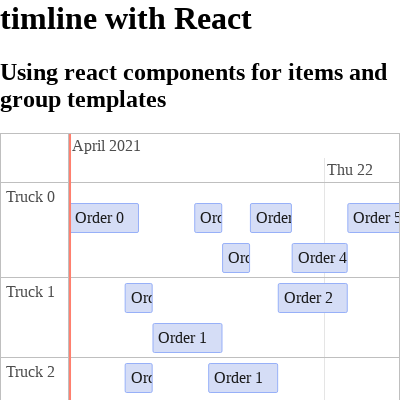 timline with React
Using react components for items and
group templates
April 2021
Thu 22
Truck 0
Order 0
Orc
Order
Order 5
Orc
Order 4
Truck 1
Orc
Order 2
Order 1
Truck 2
Orc
Order 1